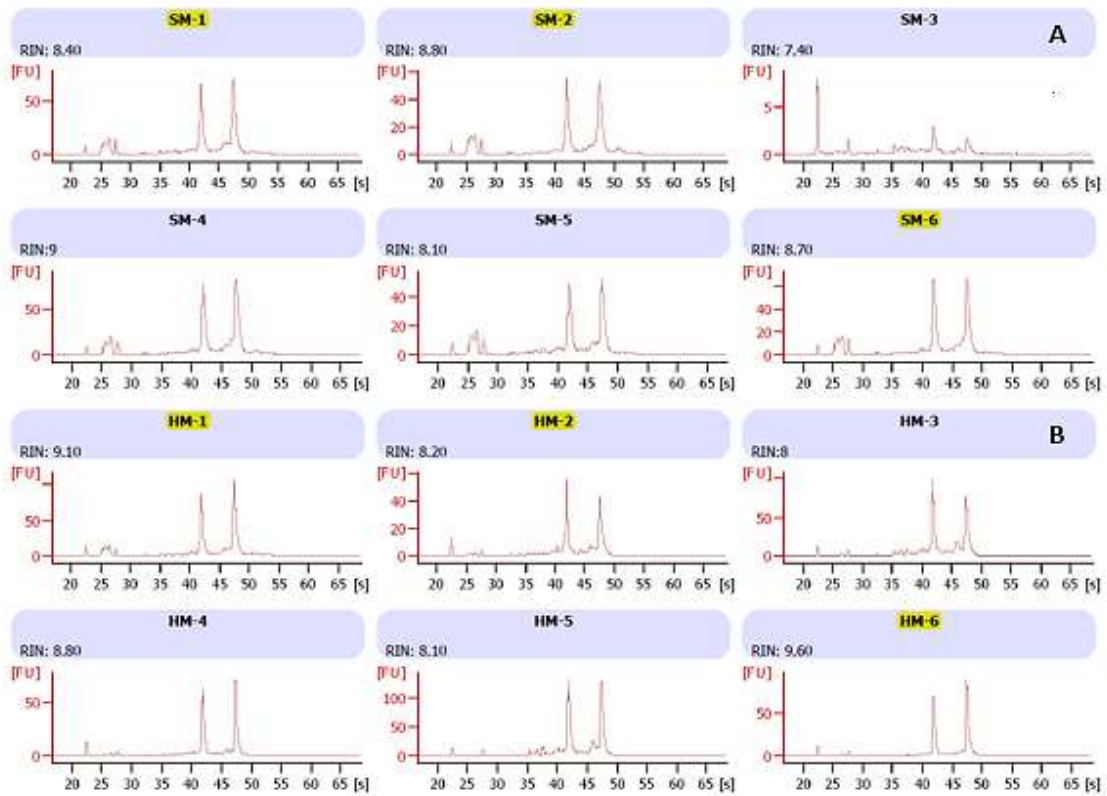 SM-1 SM-2 SM-3 A
RIN: 8.40 RIN: 8.80 RIN: 7.40
[FU] [FU] [FU]
50 40 5
20
0 0 0
20 25 30 35 40 45 50 55 60 65 [s] 20 25 30 35 40 45 50 55 60 65 [s] 20 25 30 35 40 45 50 55 60 65 [s]
SM-4 SM-5 SM-6
RIN:9 RIN: 8.10 RIN: 8.70
[FU] [FU] [FU]
50 40 40
20 20
0 0 0
20 25 30 35 40 45 50 55 60 65 [s] 20 25 30 35 40 45 50 55 60 65 [s] 20 25 30 35 40 45 50 55 60 65 [s]
HM-1 HM-2 HM-3 B
RIN: 9.10 RIN: 8.20 RIN:8
[FU] [FU] [FU]
50 40 50
20
0 0 0
20 25 30 35 40 45 50 55 60 65 [s] 20 25 30 35 40 45 50 55 60 65 [s] 20 25 30 35 40 45 50 55 60 65 [s]
HM-4 HM-5 HM-6
RIN: 8.80 RIN: 8.10 RIN: 9.60
[FU] [FU] [FU]
50 100 50
50
0 0 0
20 25 30 35 40 45 50 55 60 65 [s] 20 25 30 35 40 45 50 55 60 65 [s] 20 25 30 35 40 45 50 55 60 65 [s]